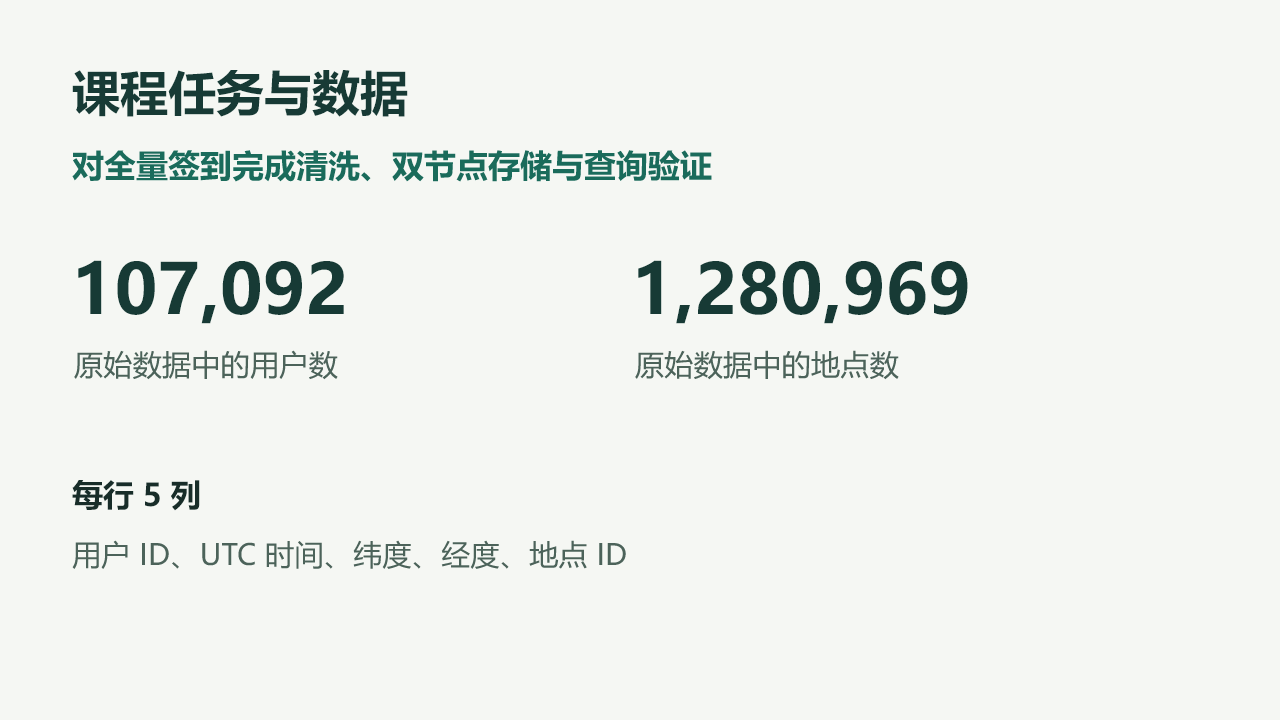 课程任务与数据
对全量签到完成清洗、双节点存储与查询验证
107,092
原始数据中的用户数
1,280,969
原始数据中的地点数
每行 5 列
用户 ID、UTC 时间、纬度、经度、地点 ID